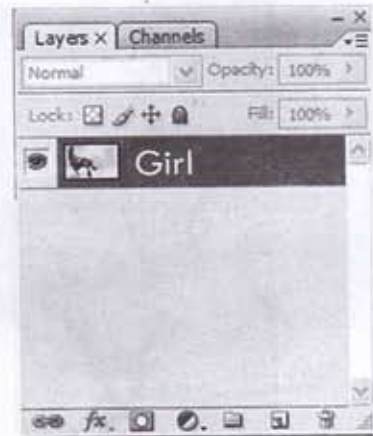 Layers × Channels
Normal Opacity: 100%
Lock: Fill: 100%
Girl
fx.